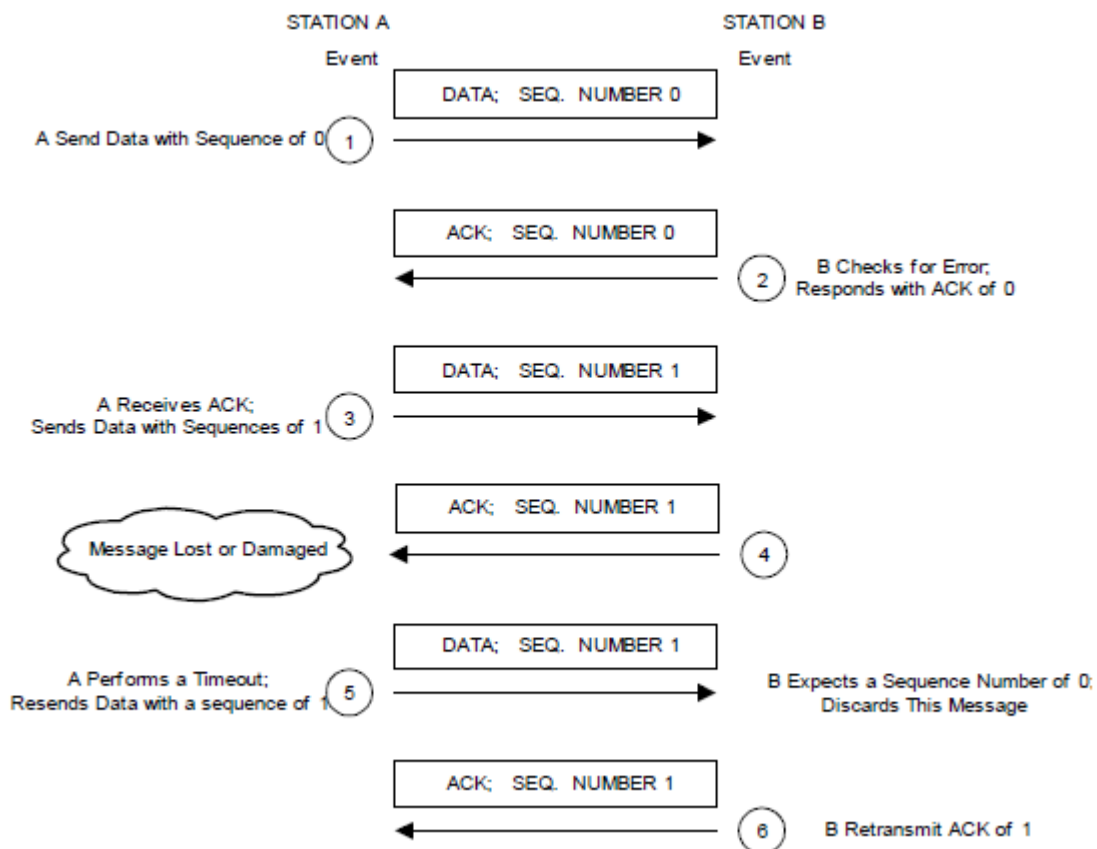 STATION A
STATION B
Event
Event
DATA; SEQ. NUMBER 0
A Send Data with Sequence of 0
1
ACK; SEQ. NUMBER 0
2
B Checks for Error;
Responds with ACK of 0
DATA; SEQ. NUMBER 1
A Receives ACK;
Sends Data with Sequences of 1
3
ACK; SEQ. NUMBER 1
Message Lost or Damaged
4
DATA; SEQ. NUMBER 1
A Performs a Timeout;
Resends Data with a sequence of 1
5
B Expects a Sequence Number of 0;
Discards This Message
ACK; SEQ. NUMBER 1
6
B Retransmit ACK of 1